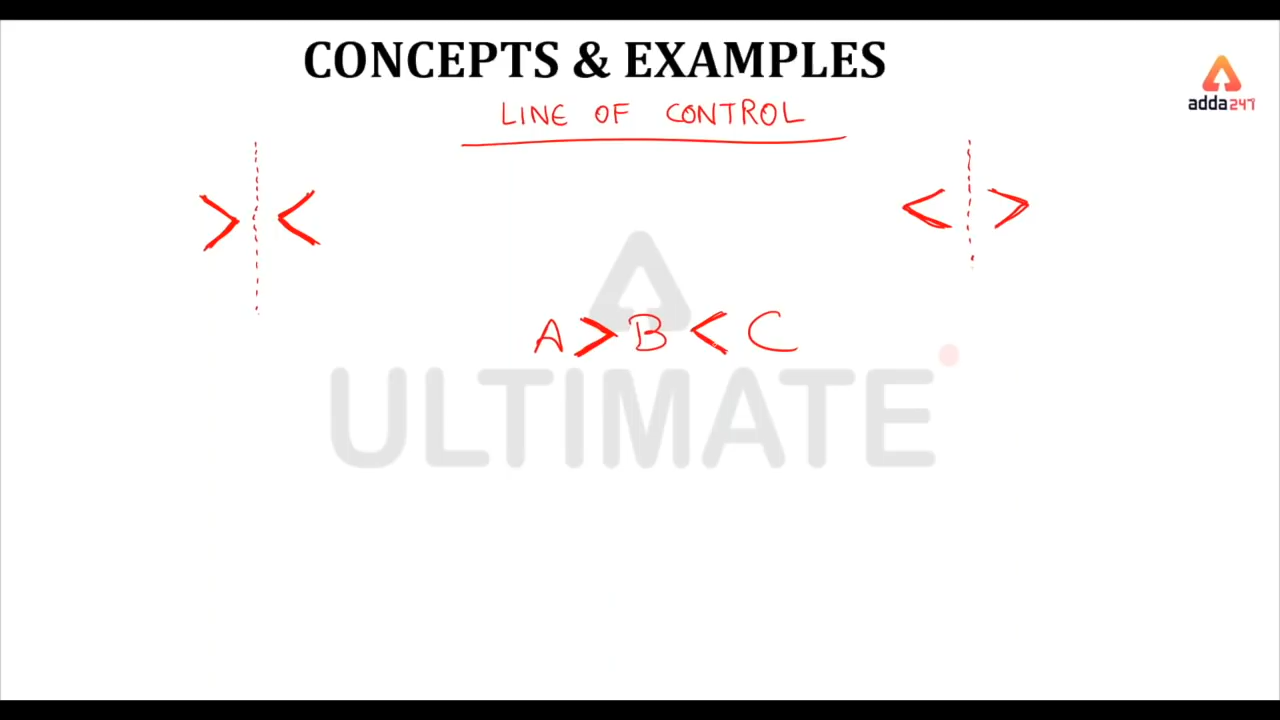 CONCEPTS & EXAMPLES
adda247
LINE OF CONTROL
> <
< >
A > B < C
ULTIMATE